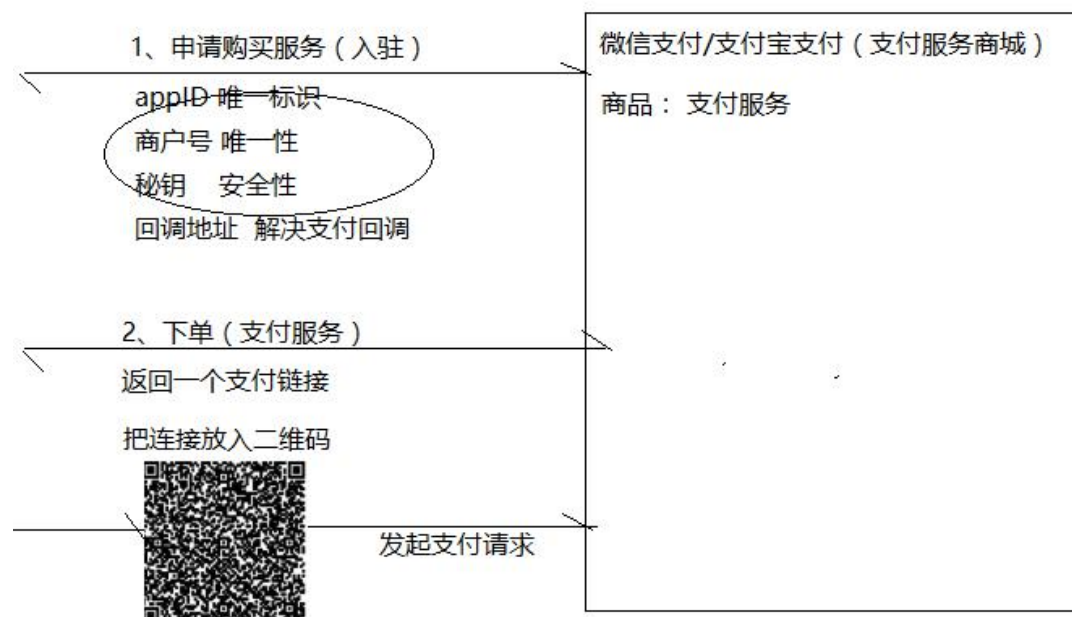 1、申请购买服务（入驻）
appID 唯一标识
商户号 唯一性
秘钥 安全性
回调地址 解决支付回调
微信支付/支付宝支付（支付服务商城）
商品： 支付服务
2、下单（支付服务）
返回一个支付链接
把连接放入二维码
发起支付请求